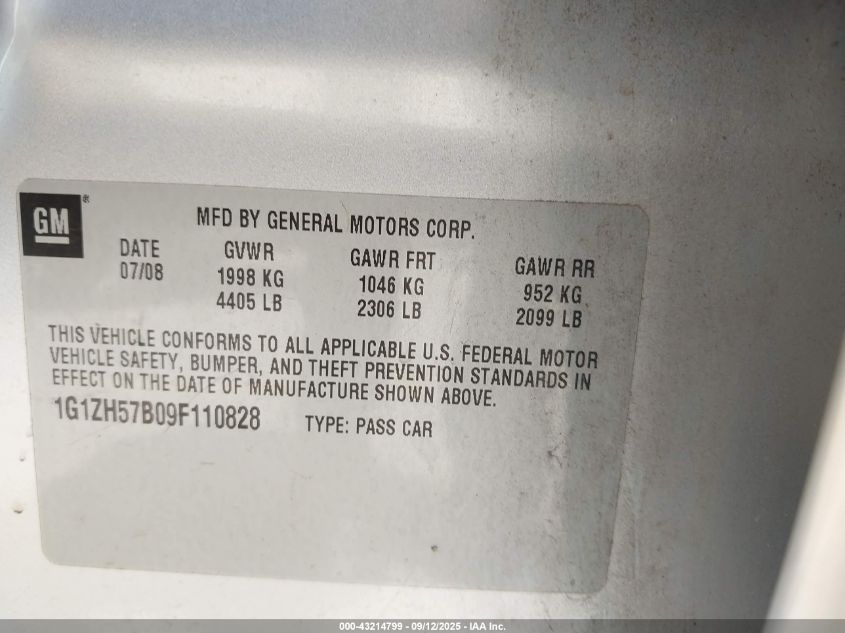 GM®
MFD BY GENERAL MOTORS CORP.
DATE GVWR GAWR FRT GAWR RR
07/08 1998 KG 1046 KG 952 KG
4405 LB 2306 LB 2099 LB
THIS VEHICLE CONFORMS TO ALL APPLICABLE U.S. FEDERAL MOTOR
VEHICLE SAFETY, BUMPER, AND THEFT PREVENTION STANDARDS IN
EFFECT ON THE DATE OF MANUFACTURE SHOWN ABOVE.
1G1ZH57B09F110828 TYPE: PASS CAR
000-43214799 - 09/12/2025 - IAA Inc.